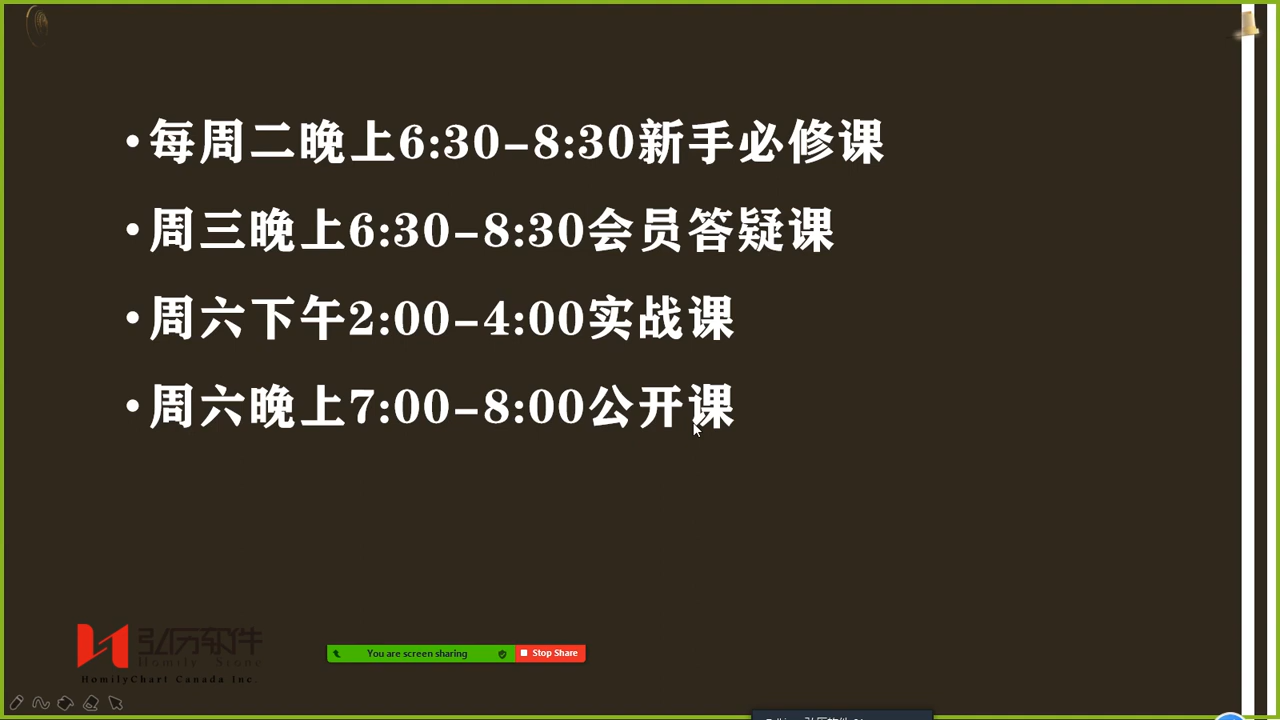 •每周二晚上6:30-8:30新手必修课
•周三晚上6:30-8:30会员答疑课
•周六下午2:00-4:00实战课
•周六晚上7:00-8:00公开课
弘历软件
Homily Stone
HomilyChart Canada Inc.
You are screen sharing
Stop Share